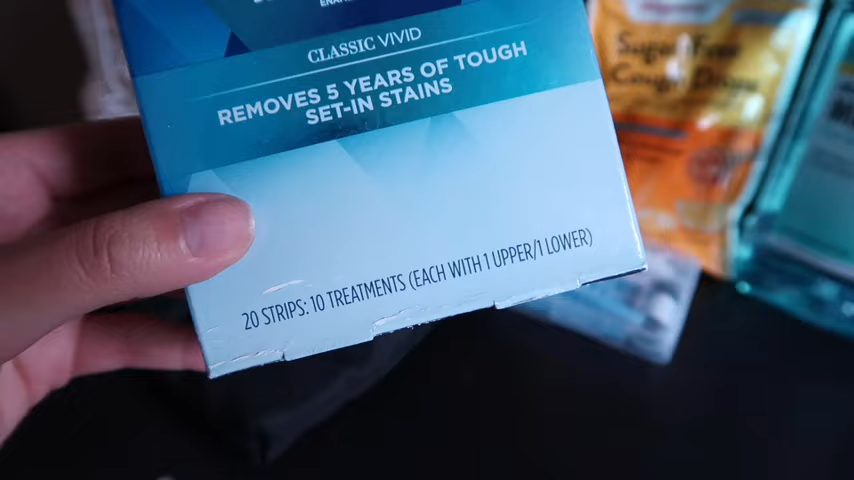 CLASSIC VIVID
REMOVES 5 YEARS OF TOUGH
SET-IN STAINS
20 STRIPS: 10 TREATMENTS (EACH WITH 1 UPPER/1 LOWER)
Sugar Free
Cough Drops